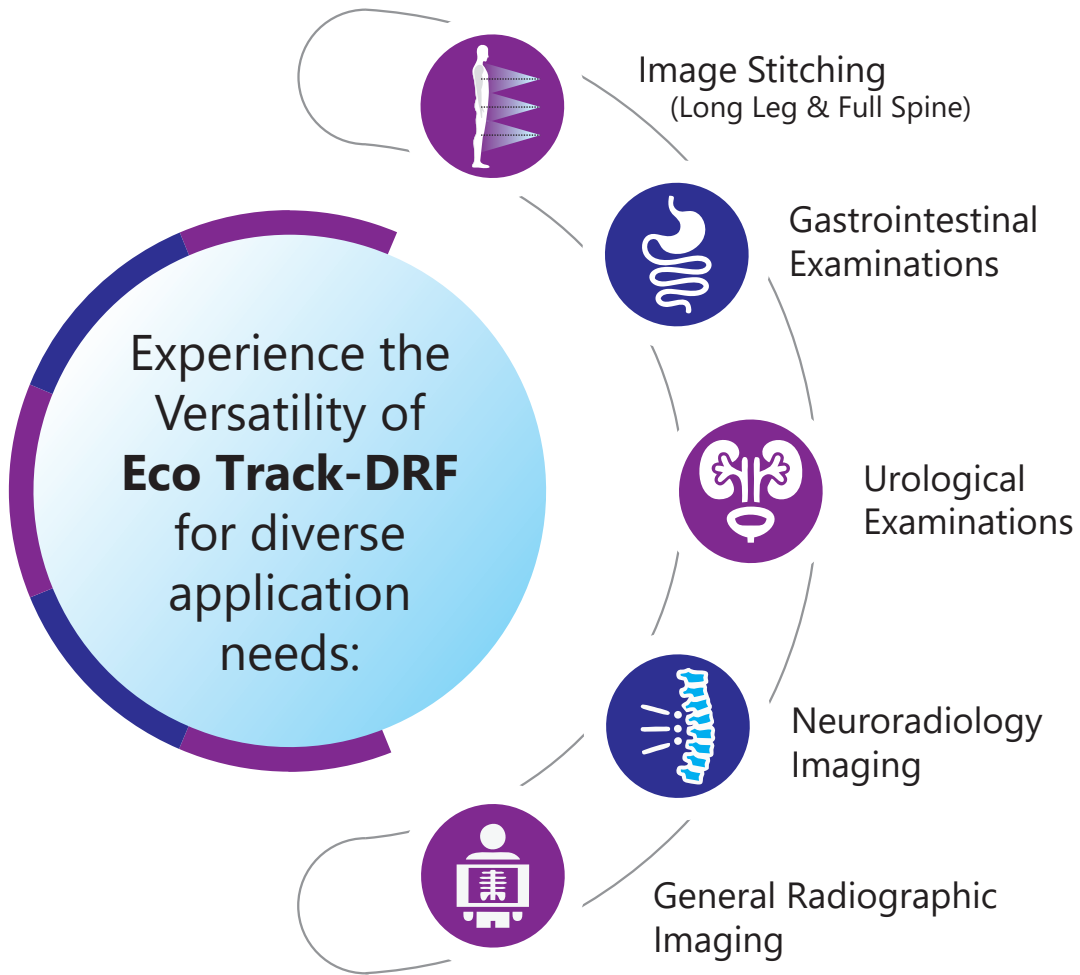 Experience the
Versatility of
Eco Track-DRF
for diverse
application
needs:
Image Stitching
(Long Leg & Full Spine)
Gastrointestinal
Examinations
Urological
Examinations
Neuroradiology
Imaging
General Radiographic
Imaging